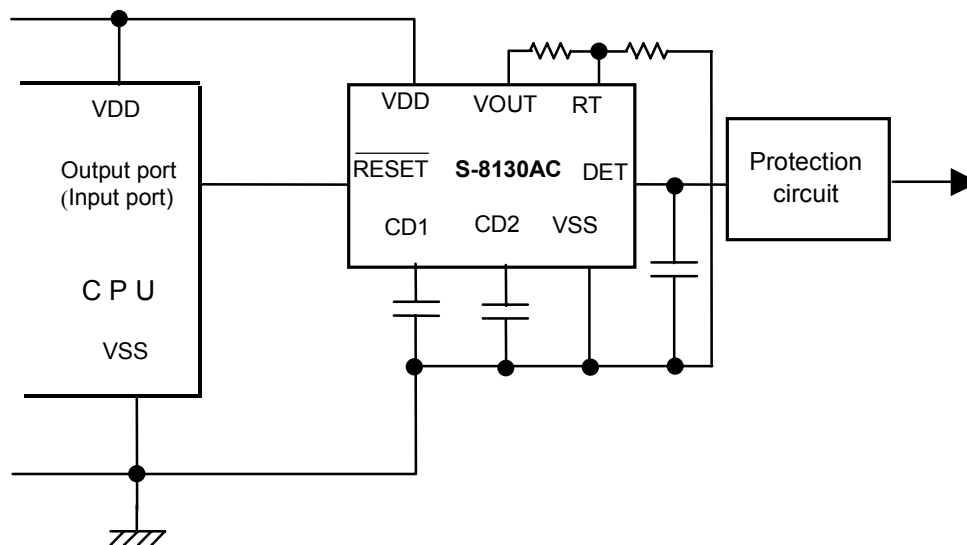 VDD
Output port
(Input port)
C P U
VSS
VDD
VOUT
RT
RESET
S-8130AC
DET
CD1
CD2
VSS
Protection
circuit